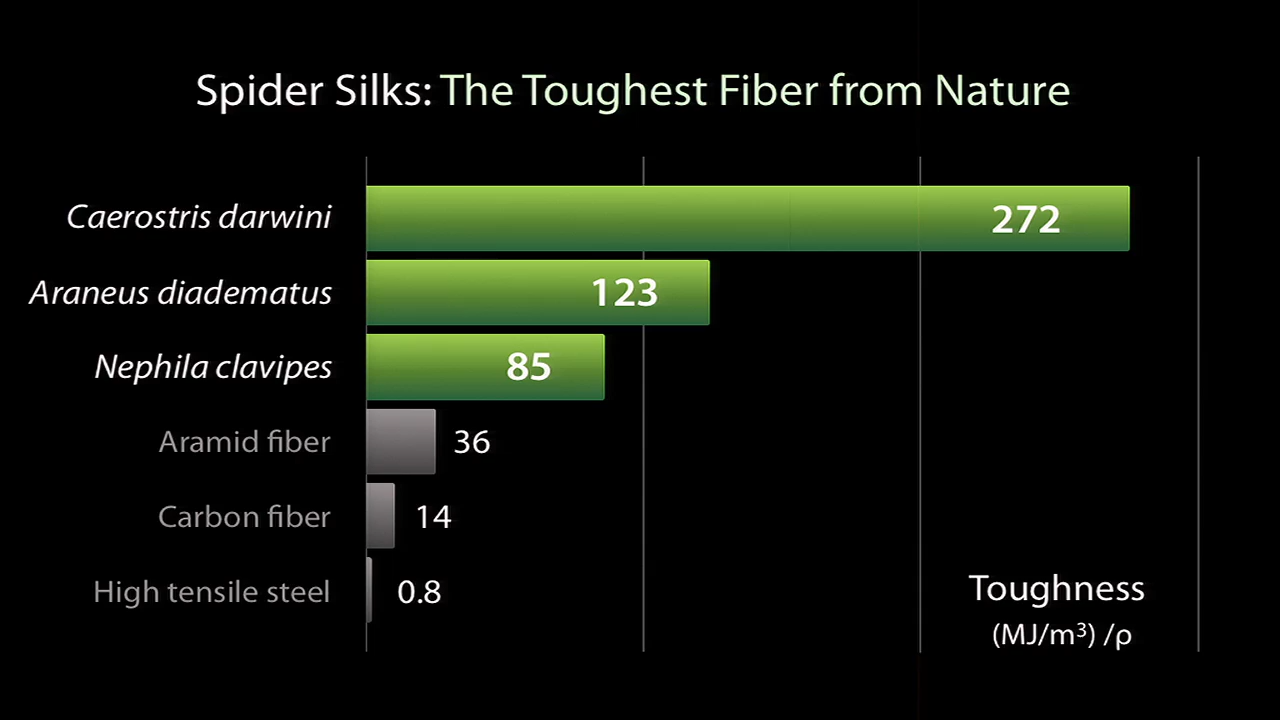 Spider Silks: The Toughest Fiber from Nature
Caerostris darwini 272
Araneus diadematus 123
Nephila clavipes 85
Aramid fiber 36
Carbon fiber 14
High tensile steel 0.8
Toughness
(MJ/m³) /ρ